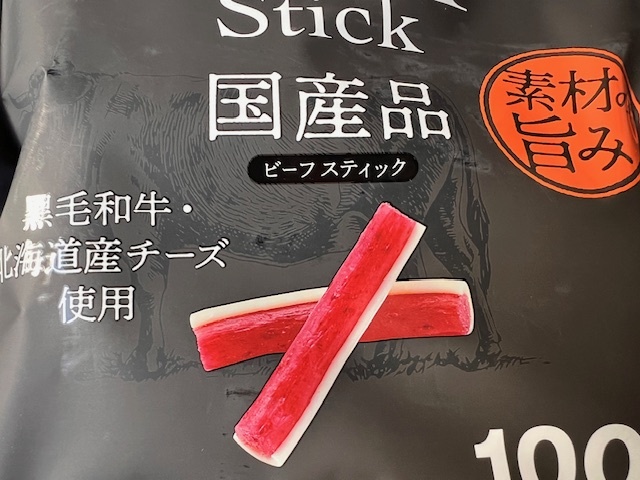 Stick
国産品
ビーフ スティック
素材の
旨み
黒毛和牛・
北海道産チーズ
使用
100